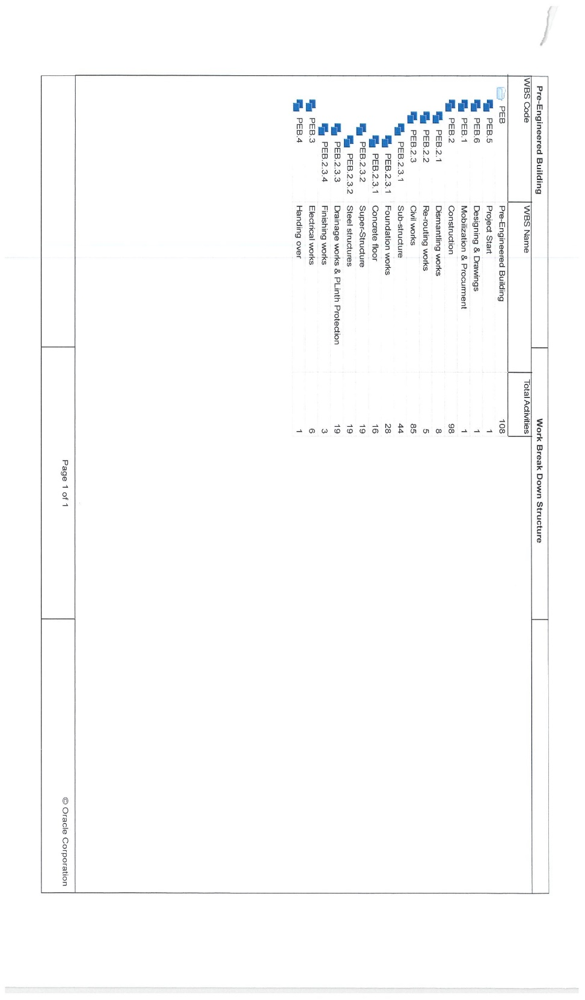 Pre-Engineered Building Work Break Down Structure
WBS Code WBS Name Total Activities
PEB Pre-Engineered Building 108
PEB.5 Project Start 1
PEB.6 Designing & Drawings 1
PEB.1 Mobilization & Procurment 1
PEB.2 Construction 98
PEB.2.1 Dismantling works 8
PEB.2.2 Re-routing works 5
PEB.2.3 Civil works 85
PEB.2.3.1 Sub-structure 44
PEB.2.3.1 Foundation works 28
PEB.2.3.1 Concrete floor 16
PEB.2.3.2 Super-Structure 19
PEB.2.3.2 Steel structures 19
PEB.2.3.3 Drainage works & PLinth Protection 19
PEB.2.3.4 Finishing works 3
PEB.3 Electrical works 6
PEB.4 Handing over 1
Page 1 of 1 © Oracle Corporation